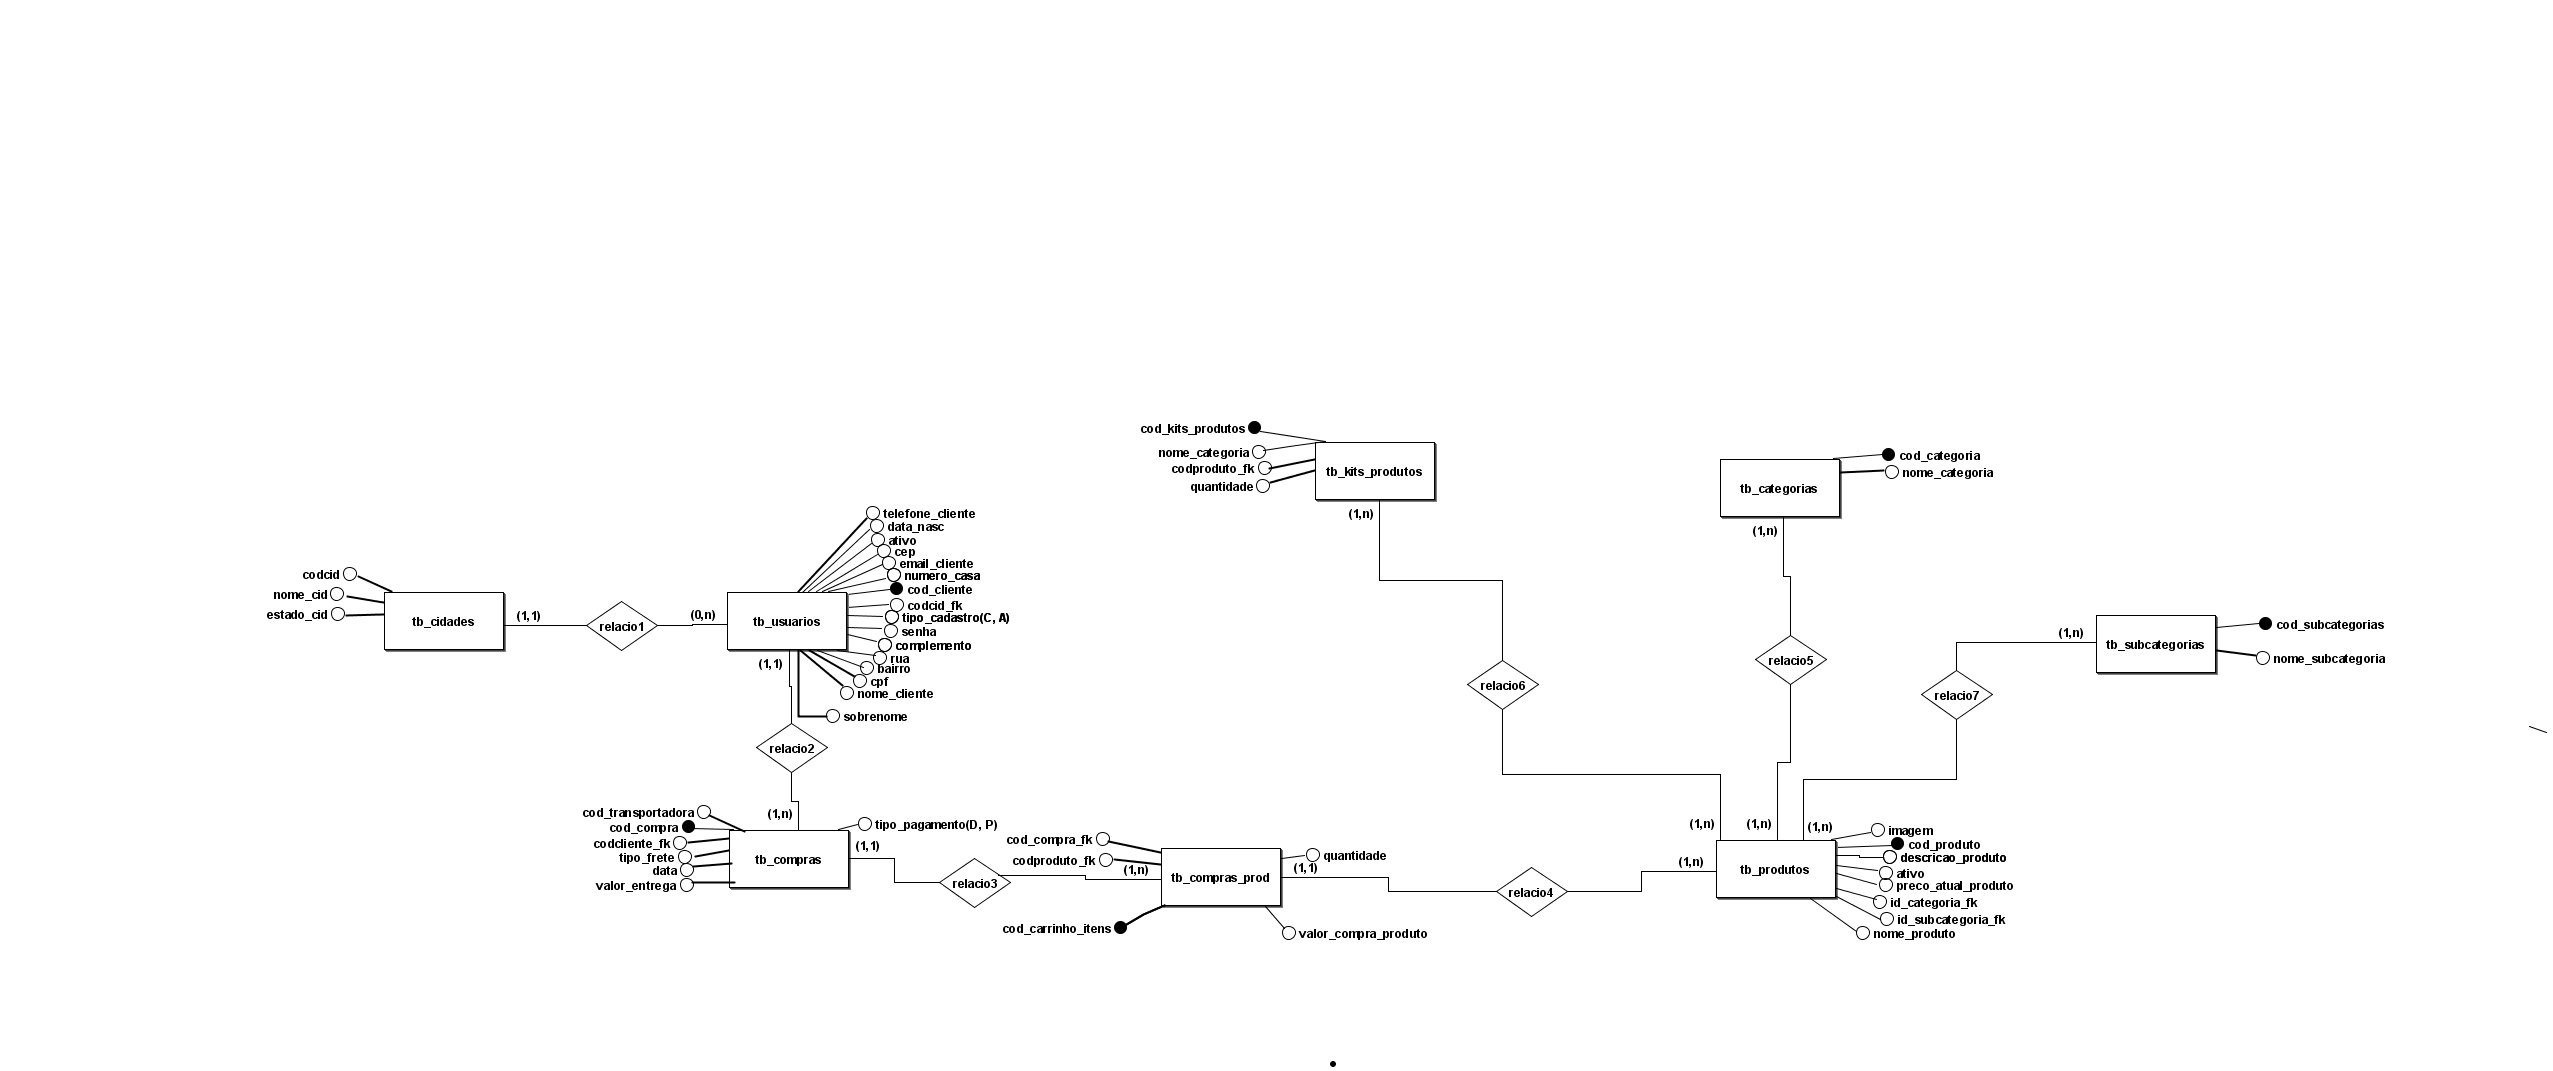 cod_kits_produtos
nome_categoria
codproduto_fk
quantidade
tb_kits_produtos
(1,n)
cod_categoria
nome_categoria
tb_categorias
(1,n)
telefone_cliente
data_nasc
ativo
cep
email_cliente
numero_casa
cod_cliente
codcid_fk
tipo_cadastro(C, A)
senha
complemento
rua
bairro
cpf
nome_cliente
sobrenome
codcid
nome_cid
estado_cid
tb_cidades
(1,1)
relacio1
(0,n)
tb_usuarios
(1,1)
relacio2
(1,n)
relacio6
relacio5
relacio7
(1,n)
tb_subcategorias
cod_subcategorias
nome_subcategoria
cod_transportadora
cod_compra
codcliente_fk
tipo_frete
data
valor_entrega
tb_compras
tipo_pagamento(D, P)
(1,1)
relacio3
cod_compra_fk
codproduto_fk
(1,n)
tb_compras_prod
cod_carrinho_itens
quantidade
(1,1)
valor_compra_produto
relacio4
(1,n)
(1,n)
(1,n)
(1,n)
tb_produtos
imagem
cod_produto
descricao_produto
ativo
preco_atual_produto
id_categoria_fk
id_subcategoria_fk
nome_produto